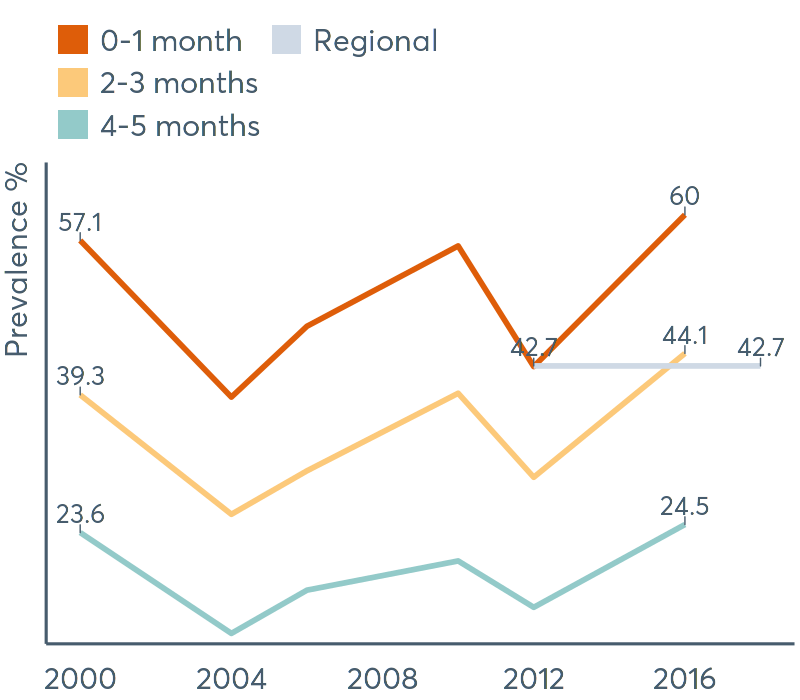 0-1 month
Regional
2-3 months
4-5 months
Prevalence %
57.1
60
42.7
44.1
42.7
39.3
23.6
24.5
2000
2004
2008
2012
2016